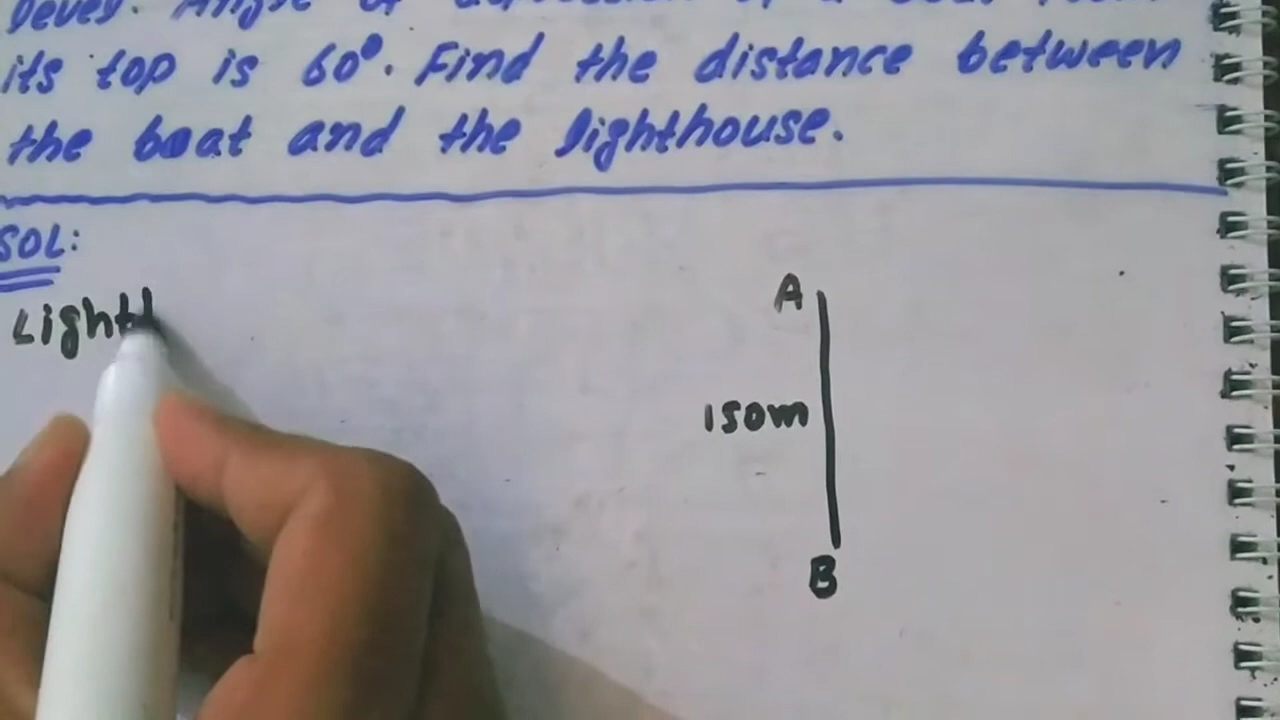 its top is 60°. Find the distance between
the boat and the lighthouse.
SOL:
Light
A
150m
B